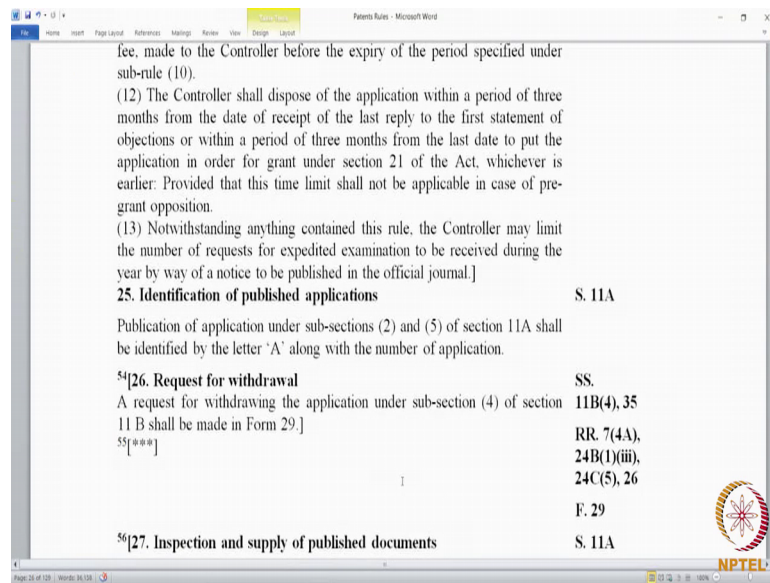 Patents Rules - Microsoft Word
File Home Insert Page Layout References Mailings Review View Design Layout
fee, made to the Controller before the expiry of the period specified under
sub-rule (10).
(12) The Controller shall dispose of the application within a period of three
months from the date of receipt of the last reply to the first statement of
objections or within a period of three months from the last date to put the
application in order for grant under section 21 of the Act, whichever is
earlier: Provided that this time limit shall not be applicable in case of pre-
grant opposition.
(13) Notwithstanding anything contained this rule, the Controller may limit
the number of requests for expedited examination to be received during the
year by way of a notice to be published in the official journal.]
25. Identification of published applications S. 11A
Publication of application under sub-sections (2) and (5) of section 11A shall
be identified by the letter ‘A’ along with the number of application.
54[26. Request for withdrawal SS.
A request for withdrawing the application under sub-section (4) of section 11B(4), 35
11 B shall be made in Form 29.]
55[***]
RR. 7(4A),
24B(1)(iii),
24C(5), 26
F. 29
56[27. Inspection and supply of published documents S. 11A
NPTEL
Page: 26 of 129 Words: 34,158 100%